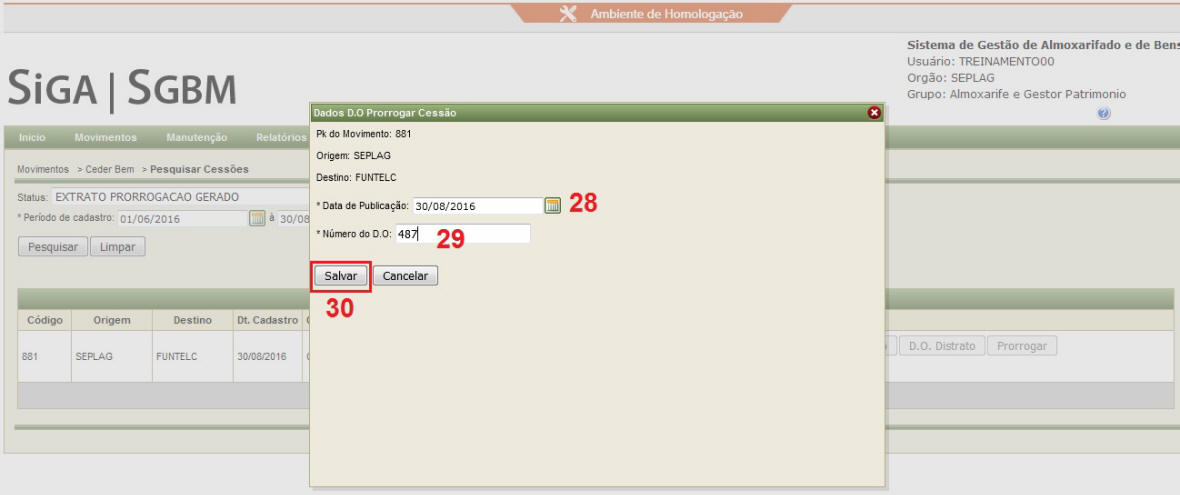 Ambiente de Homologação
Sistema de Gestão de Almoxarifado e de Bens
Usuário: TREINAMENTO00
Orgão: SEPLAG
Grupo: Almoxarife e Gestor Patrimonio
SIGA | SGBM
Inicio Movimentos Manutenção Relatórios
Movimentos > Ceder Bem > Pesquisar Cessões
Status: EXTRATO PRORROGACAO GERADO
* Período de cadastro: 01/06/2016 à 30/08
Pesquisar Limpar
Dados D.O Prorrogar Cessão
Pk do Movimento: 881
Origem: SEPLAG
Destino: FUNTELC
* Data de Publicação: 30/08/2016 28
* Número do D.O: 487 29
Salvar Cancelar
30
Código Origem Destino Dt. Cadastro
881 SEPLAG FUNTELC 30/08/2016
D.O. Distrato Prorrogar